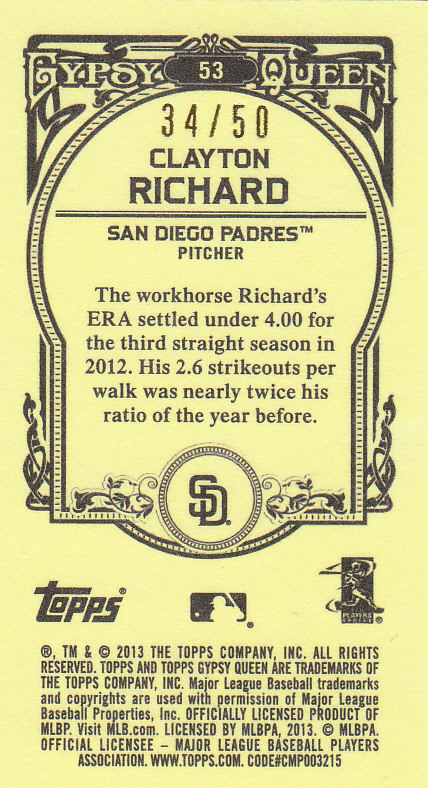 GYPSY 53 QUEEN
34/50
CLAYTON
RICHARD
SAN DIEGO PADRES™
PITCHER
The workhorse Richard's
ERA settled under 4.00 for
the third straight season in
2012. His 2.6 strikeouts per
walk was nearly twice his
ratio of the year before.
SD
topps®
®, TM & © 2013 THE TOPPS COMPANY, INC. ALL RIGHTS
RESERVED. TOPPS AND TOPPS GYPSY QUEEN ARE TRADEMARKS OF
THE TOPPS COMPANY, INC. Major League Baseball trademarks
and copyrights are used with permission of Major League
Baseball Properties, Inc. OFFICIALLY LICENSED PRODUCT OF
MLBP. Visit MLB.com. LICENSED BY MLBPA, 2013. © MLBPA.
OFFICIAL LICENSEE – MAJOR LEAGUE BASEBALL PLAYERS
ASSOCIATION. WWW.TOPPS.COM. CODE#CMP003215